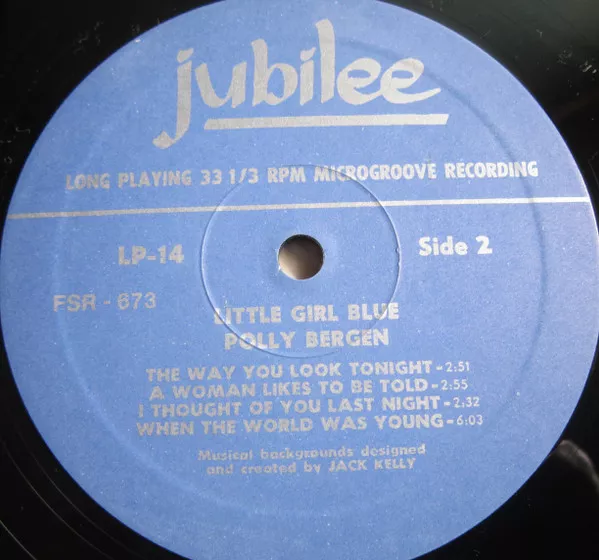 jubilee
LONG PLAYING 33 1/3 RPM MICROGROOVE RECORDING
LP-14
Side 2
FSR - 673
LITTLE GIRL BLUE
POLLY BERGEN
THE WAY YOU LOOK TONIGHT-2:51
A WOMAN LIKES TO BE TOLD-2:55
I THOUGHT OF YOU LAST NIGHT-2:32
WHEN THE WORLD WAS YOUNG-6:03
Musical backgrounds designed
and created by JACK KELLY